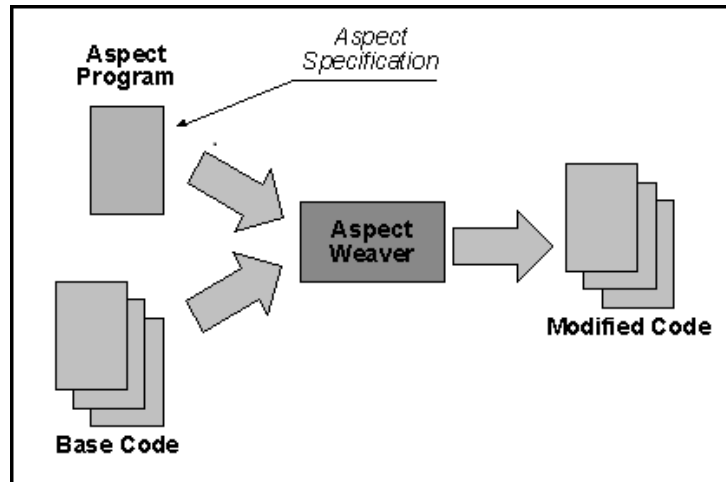 Aspect
Program
Aspect
Specification
Aspect
Weaver
Modified Code
Base Code